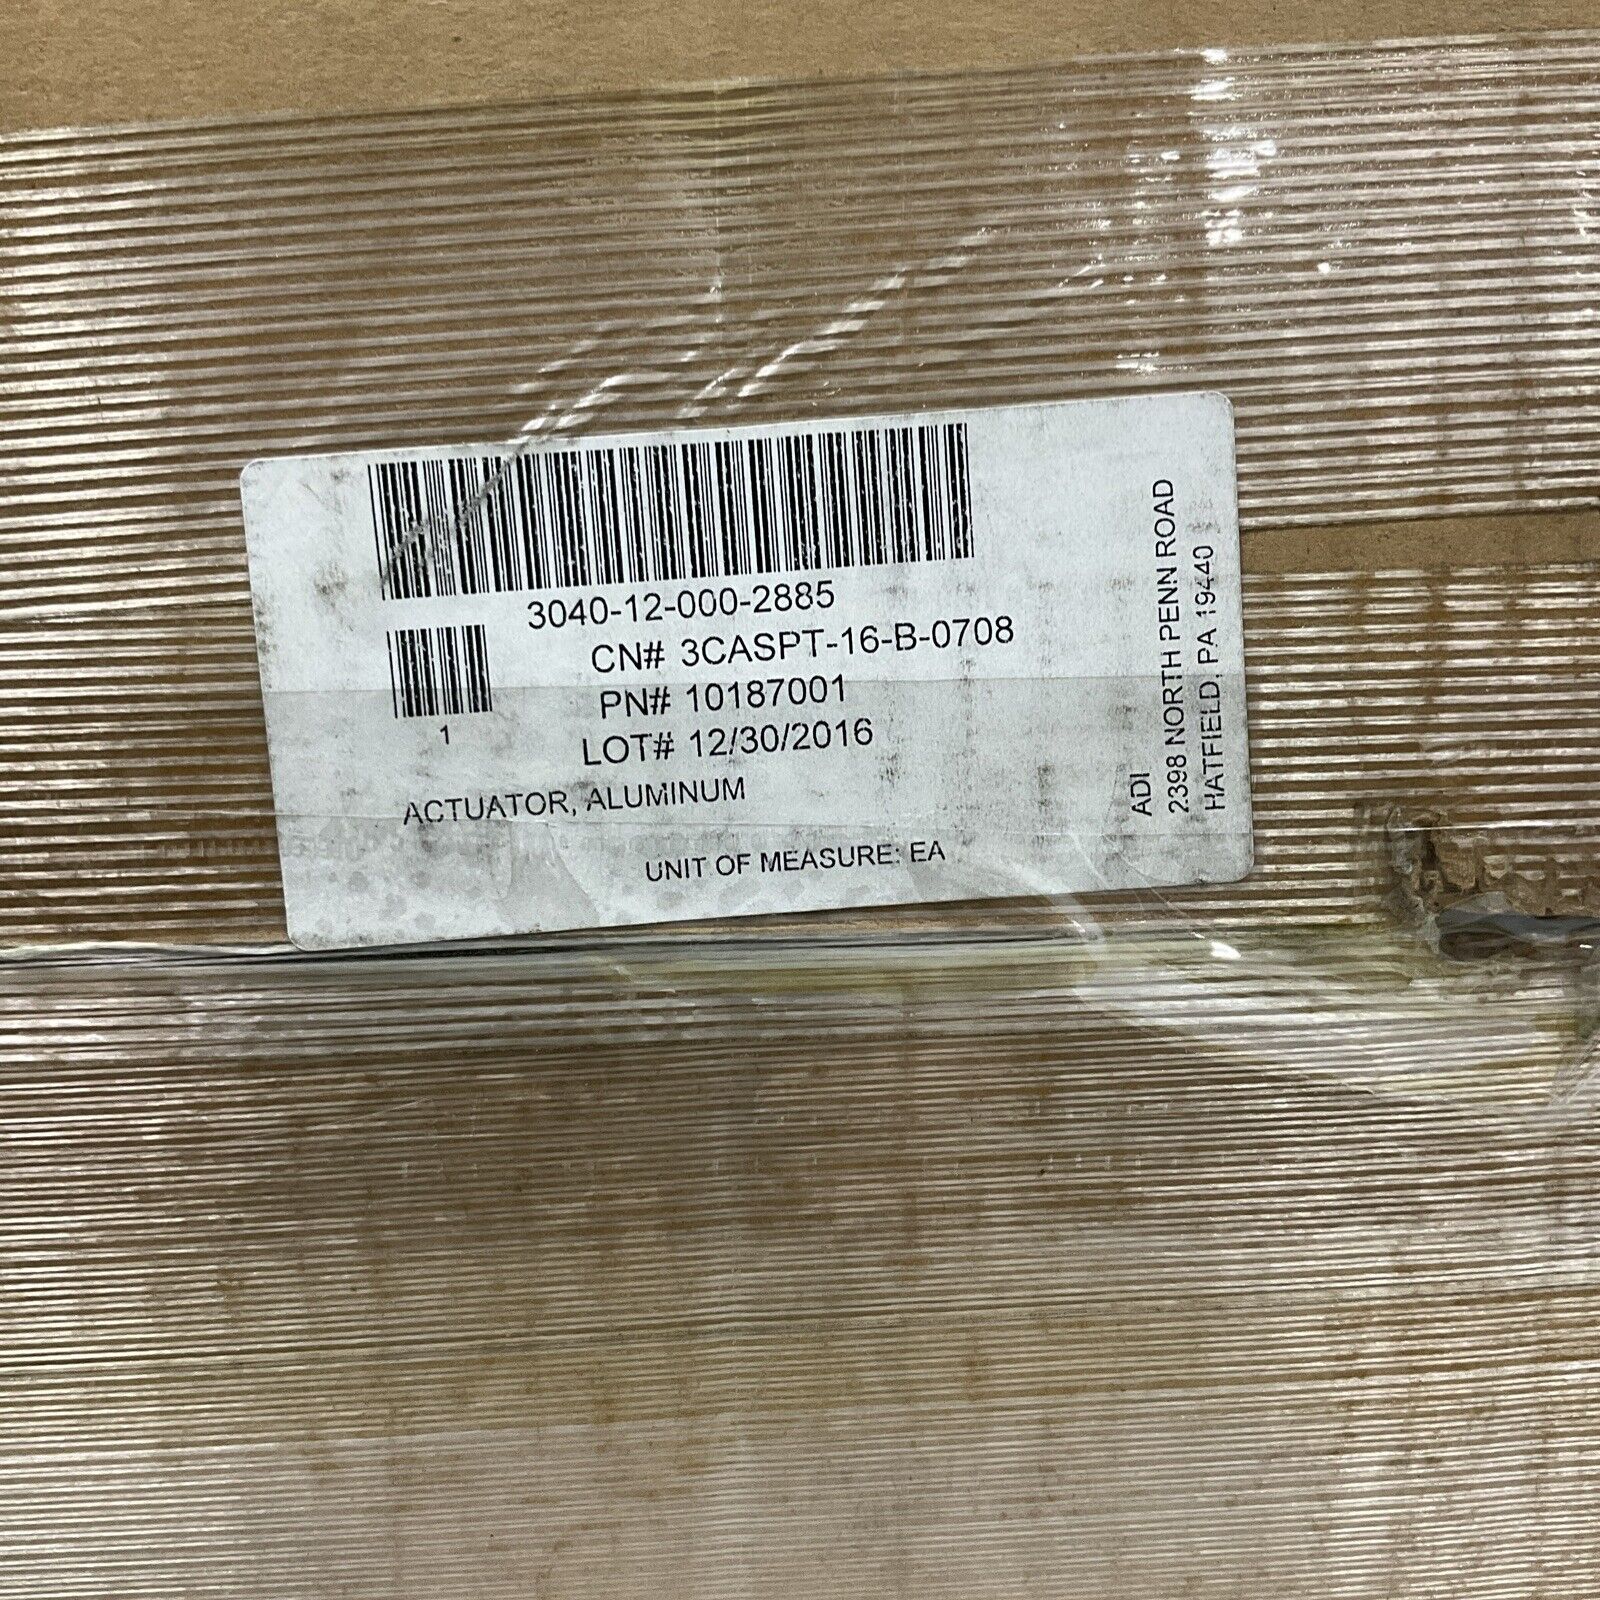 3040-12-000-2885
CN# 3CASPT-16-B-0708
PN# 10187001
1
LOT# 12/30/2016
ACTUATOR, ALUMINUM
UNIT OF MEASURE: EA
ADI
2398 NORTH PENN ROAD
HATFIELD, PA 19440